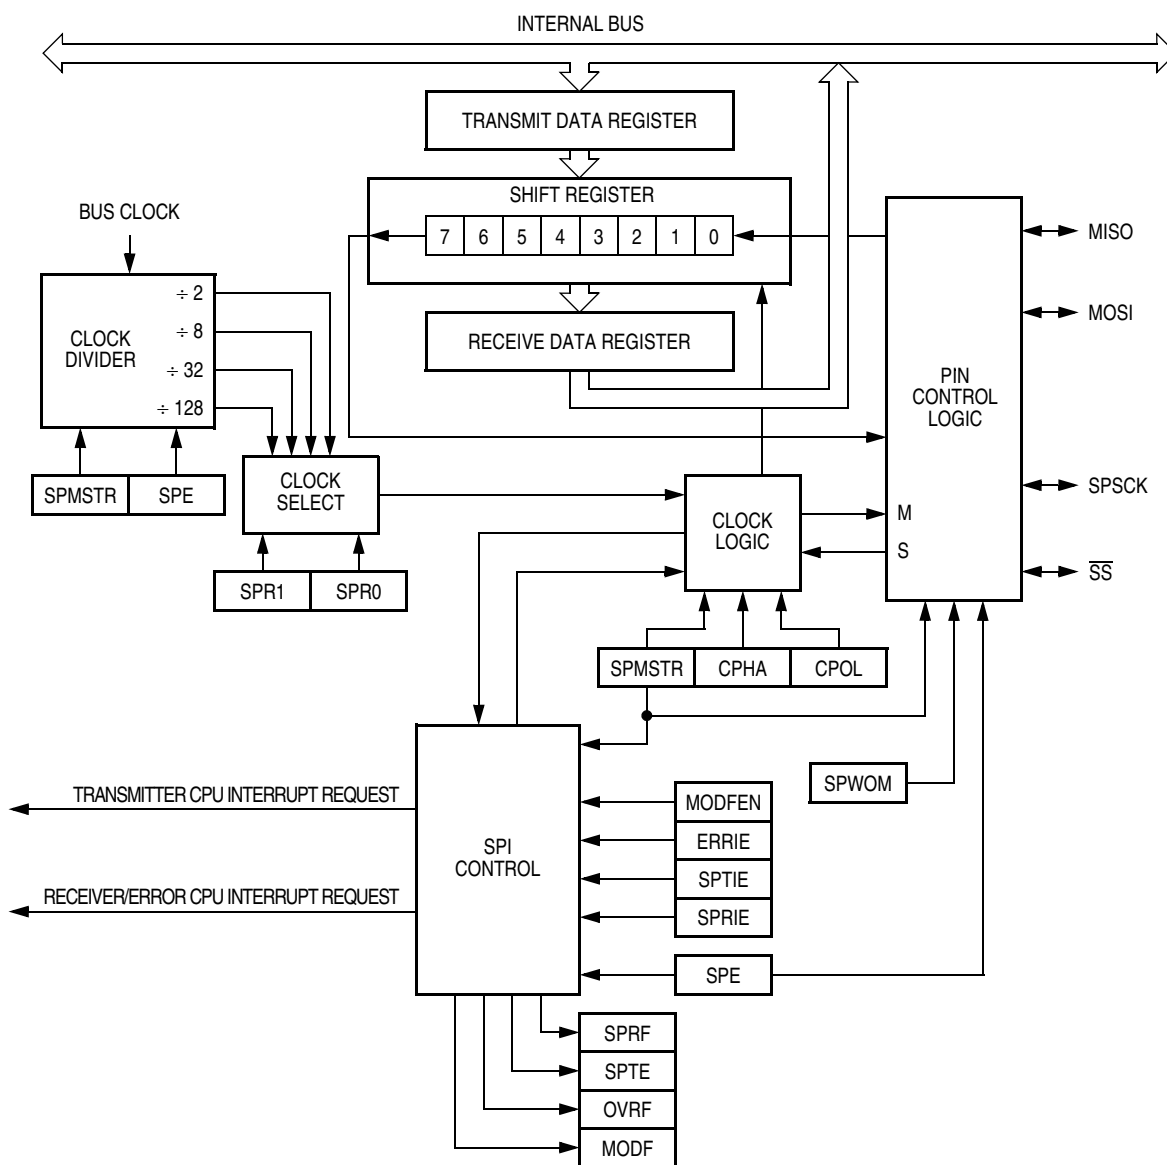 INTERNAL BUS
TRANSMIT DATA REGISTER
SHIFT REGISTER
7 6 5 4 3 2 1 0
RECEIVE DATA REGISTER
BUS CLOCK
CLOCK
DIVIDER
÷ 2
÷ 8
÷ 32
÷ 128
SPMSTR
SPE
CLOCK
SELECT
SPR1
SPR0
CLOCK
LOGIC
PIN
CONTROL
LOGIC
M
S
MISO
MOSI
SPSCK
SS
SPMSTR
CPHA
CPOL
SPWOM
TRANSMITTER CPU INTERRUPT REQUEST
RECEIVER/ERROR CPU INTERRUPT REQUEST
SPI
CONTROL
MODFEN
ERRIE
SPTIE
SPRIE
SPE
SPRF
SPTE
OVRF
MODF